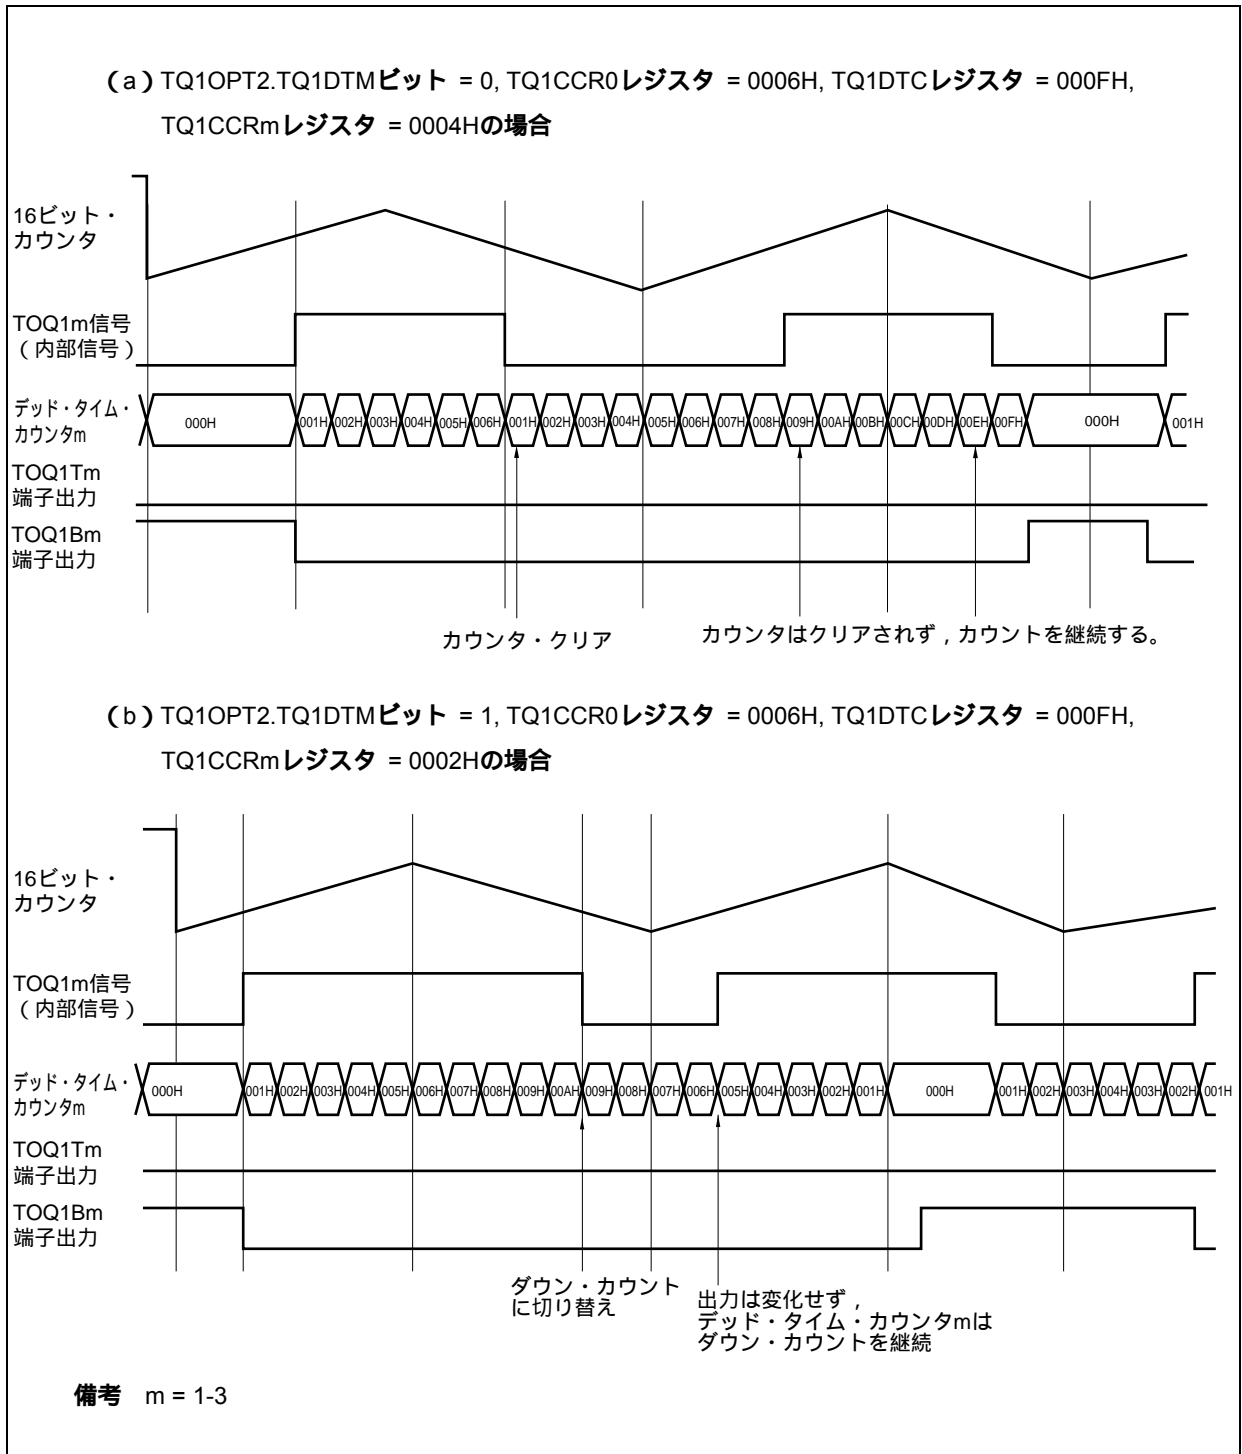 (a) TQ1OPT2.TQ1DTMビット = 0, TQ1CCR0レジスタ = 0006H, TQ1DTCレジスタ = 000FH,
TQ1CCRmレジスタ = 0004Hの場合
16ビット・
カウンタ
TOQ1m信号
(内部信号)
デッド・タイム・
カウンタm
000H 001H 002H 003H 004H 005H 006H 001H 002H 003H 004H 005H 006H 007H 008H 009H 00AH 00BH 00CH 00DH 00EH 00FH 000H 001H
TOQ1Tm
端子出力
TOQ1Bm
端子出力
カウンタ・クリア
カウンタはクリアされず,カウントを継続する。
(b) TQ1OPT2.TQ1DTMビット = 1, TQ1CCR0レジスタ = 0006H, TQ1DTCレジスタ = 000FH,
TQ1CCRmレジスタ = 0002Hの場合
16ビット・
カウンタ
TOQ1m信号
(内部信号)
デッド・タイム・
カウンタm
000H 001H 002H 003H 004H 005H 006H 007H 008H 009H 00AH 009H 008H 007H 006H 005H 004H 003H 002H 001H 000H 001H 002H 003H 004H 003H 002H 001H
TOQ1Tm
端子出力
TOQ1Bm
端子出力
ダウン・カウント
に切り替え
出力は変化せず,
デッド・タイム・カウンタmは
ダウン・カウントを継続
備考 m = 1-3